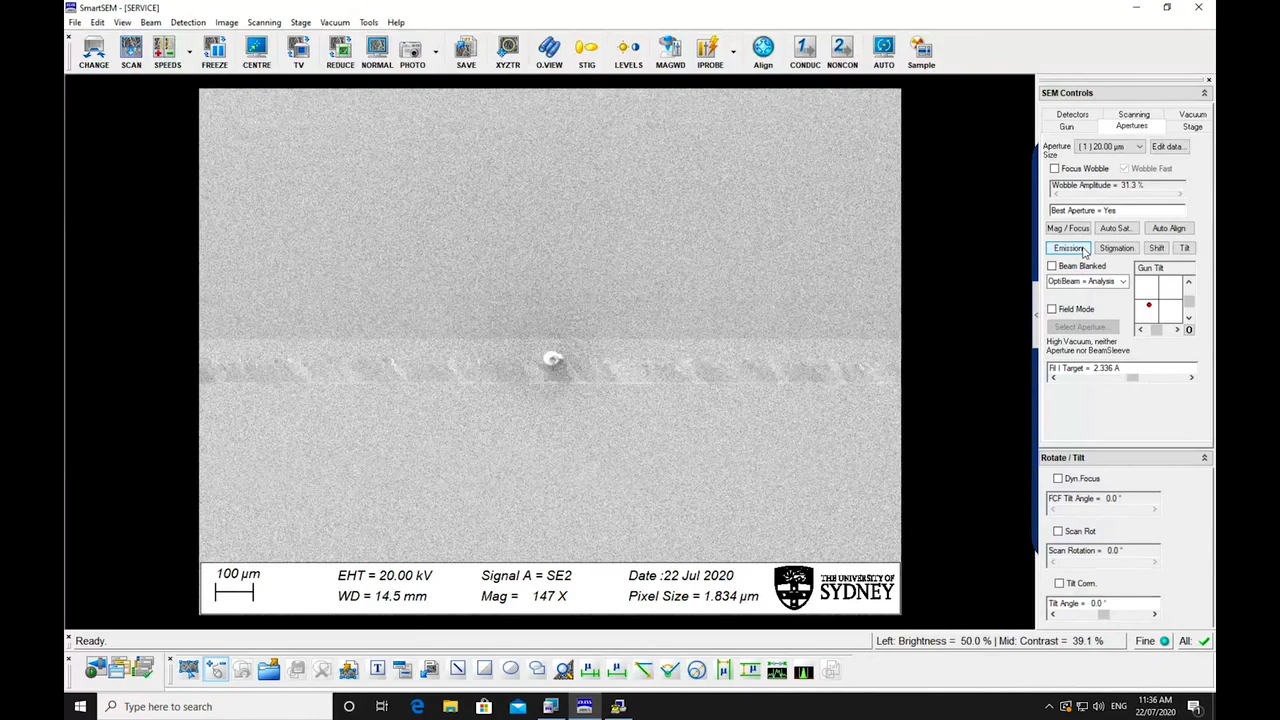 SmartSEM - [SERVICE]
File Edit View Beam Detection Image Scanning Stage Vacuum Tools Help
CHANGE SCAN SPEEDS FREEZE CENTRE TV REDUCE NORMAL PHOTO SAVE XYZTR O.VIEW STIG LEVELS MAGWD IPROBE Align CONDUC NONCON AUTO Sample
SEM Controls
Detectors Scanning Vacuum
Gun Apertures Stage
Aperture Size [ 1 ] 20.00 µm Edit data...
Focus Wobble Wobble Fast
Wobble Amplitude = 31.3 %
Best Aperture = Yes
Mag / Focus Auto Sat.. Auto Align
Emission Stigmation Shift Tilt
Beam Blanked Gun Tilt
OptiBeam = Analysis
Field Mode
Select Aperture...
High Vacuum, neither
Aperture nor BeamSleeve
Fil I Target = 2.336 A
Rotate / Tilt
Dyn.Focus
FCF Tilt Angle = 0.0 °
Scan Rot
Scan Rotation = 0.0 °
Tilt Corrn.
Tilt Angle = 0.0 °
100 µm EHT = 20.00 kV Signal A = SE2 Date :22 Jul 2020 THE UNIVERSITY OF
WD = 14.5 mm Mag = 147 X Pixel Size = 1.834 µm SYDNEY
Ready. Left: Brightness = 50.0 % | Mid: Contrast = 39.1 % Fine All:
Type here to search ENG 11:36 AM
22/07/2020